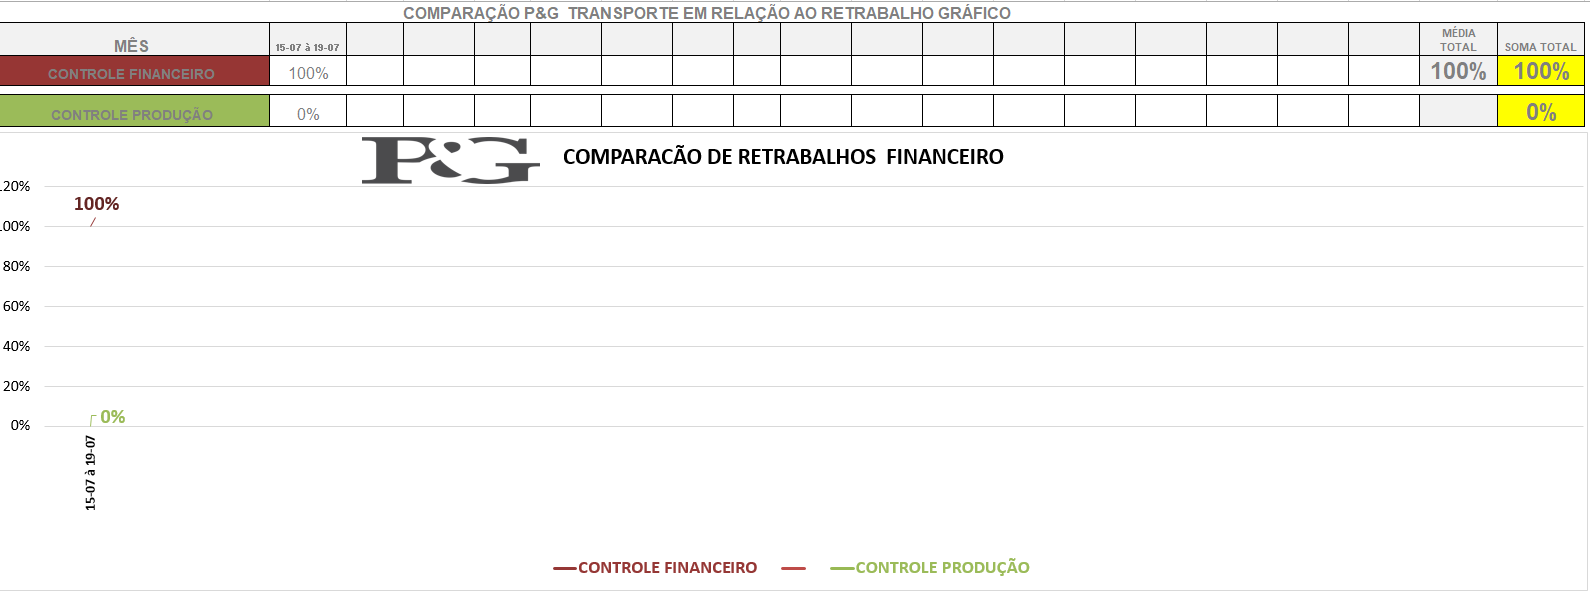 COMPARAÇÃO P&G TRANSPORTE EM RELAÇÃO AO RETRABALHO GRÁFICO
MÊS 15-07 à 19-07 MÉDIA TOTAL SOMA TOTAL
CONTROLE FINANCEIRO 100% 100% 100%
CONTROLE PRODUÇÃO 0% 0%
P&G COMPARACÃO DE RETRABALHOS FINANCEIRO
120%
100%
100%
80%
60%
40%
20%
0%
0%
15-07 à 19-07
CONTROLE FINANCEIRO CONTROLE PRODUÇÃO